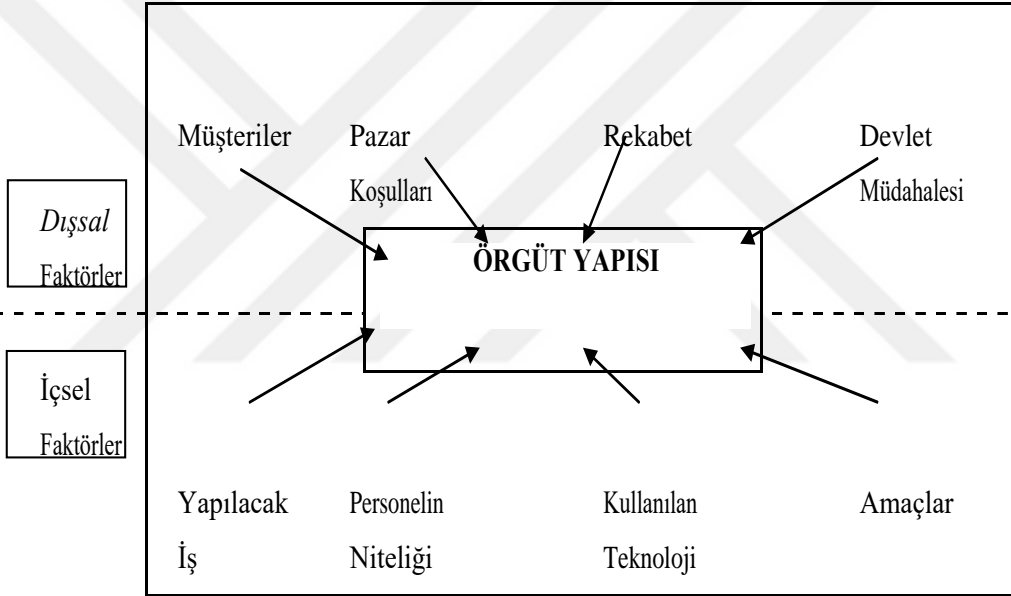 Müşteriler Pazar Rekabet Devlet
Koşulları Müdahalesi
Dışsal
Faktörler
ÖRGÜT YAPISI
İçsel
Faktörler
Yapılacak Personelin Kullanılan Amaçlar
İş Niteliği Teknoloji